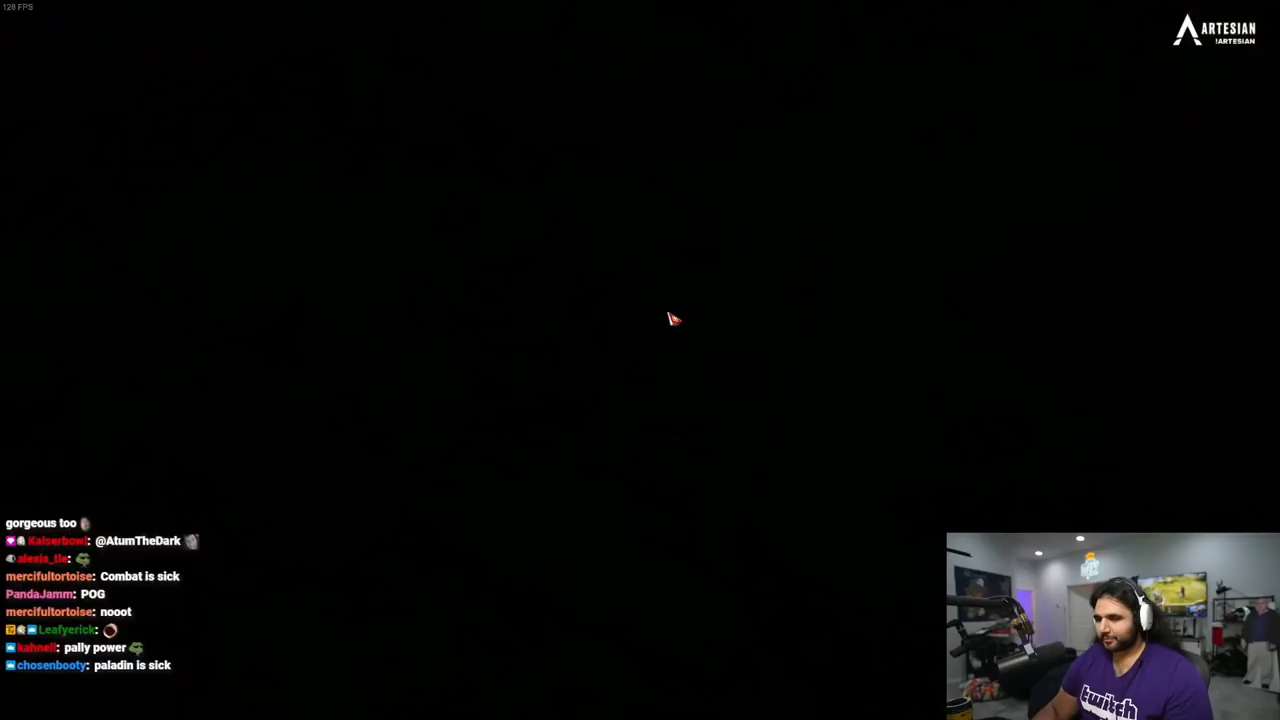 128 FPS
ARTESIAN
!ARTESIAN
gorgeous too
Kaiserbowl: @AtumTheDark
alexis_tie:
mercifultortoise: Combat is sick
PandaJamm: POG
mercifultortoise: nooot
Leafyerick:
kahnell: pally power
chosenbooty: paladin is sick
twitch